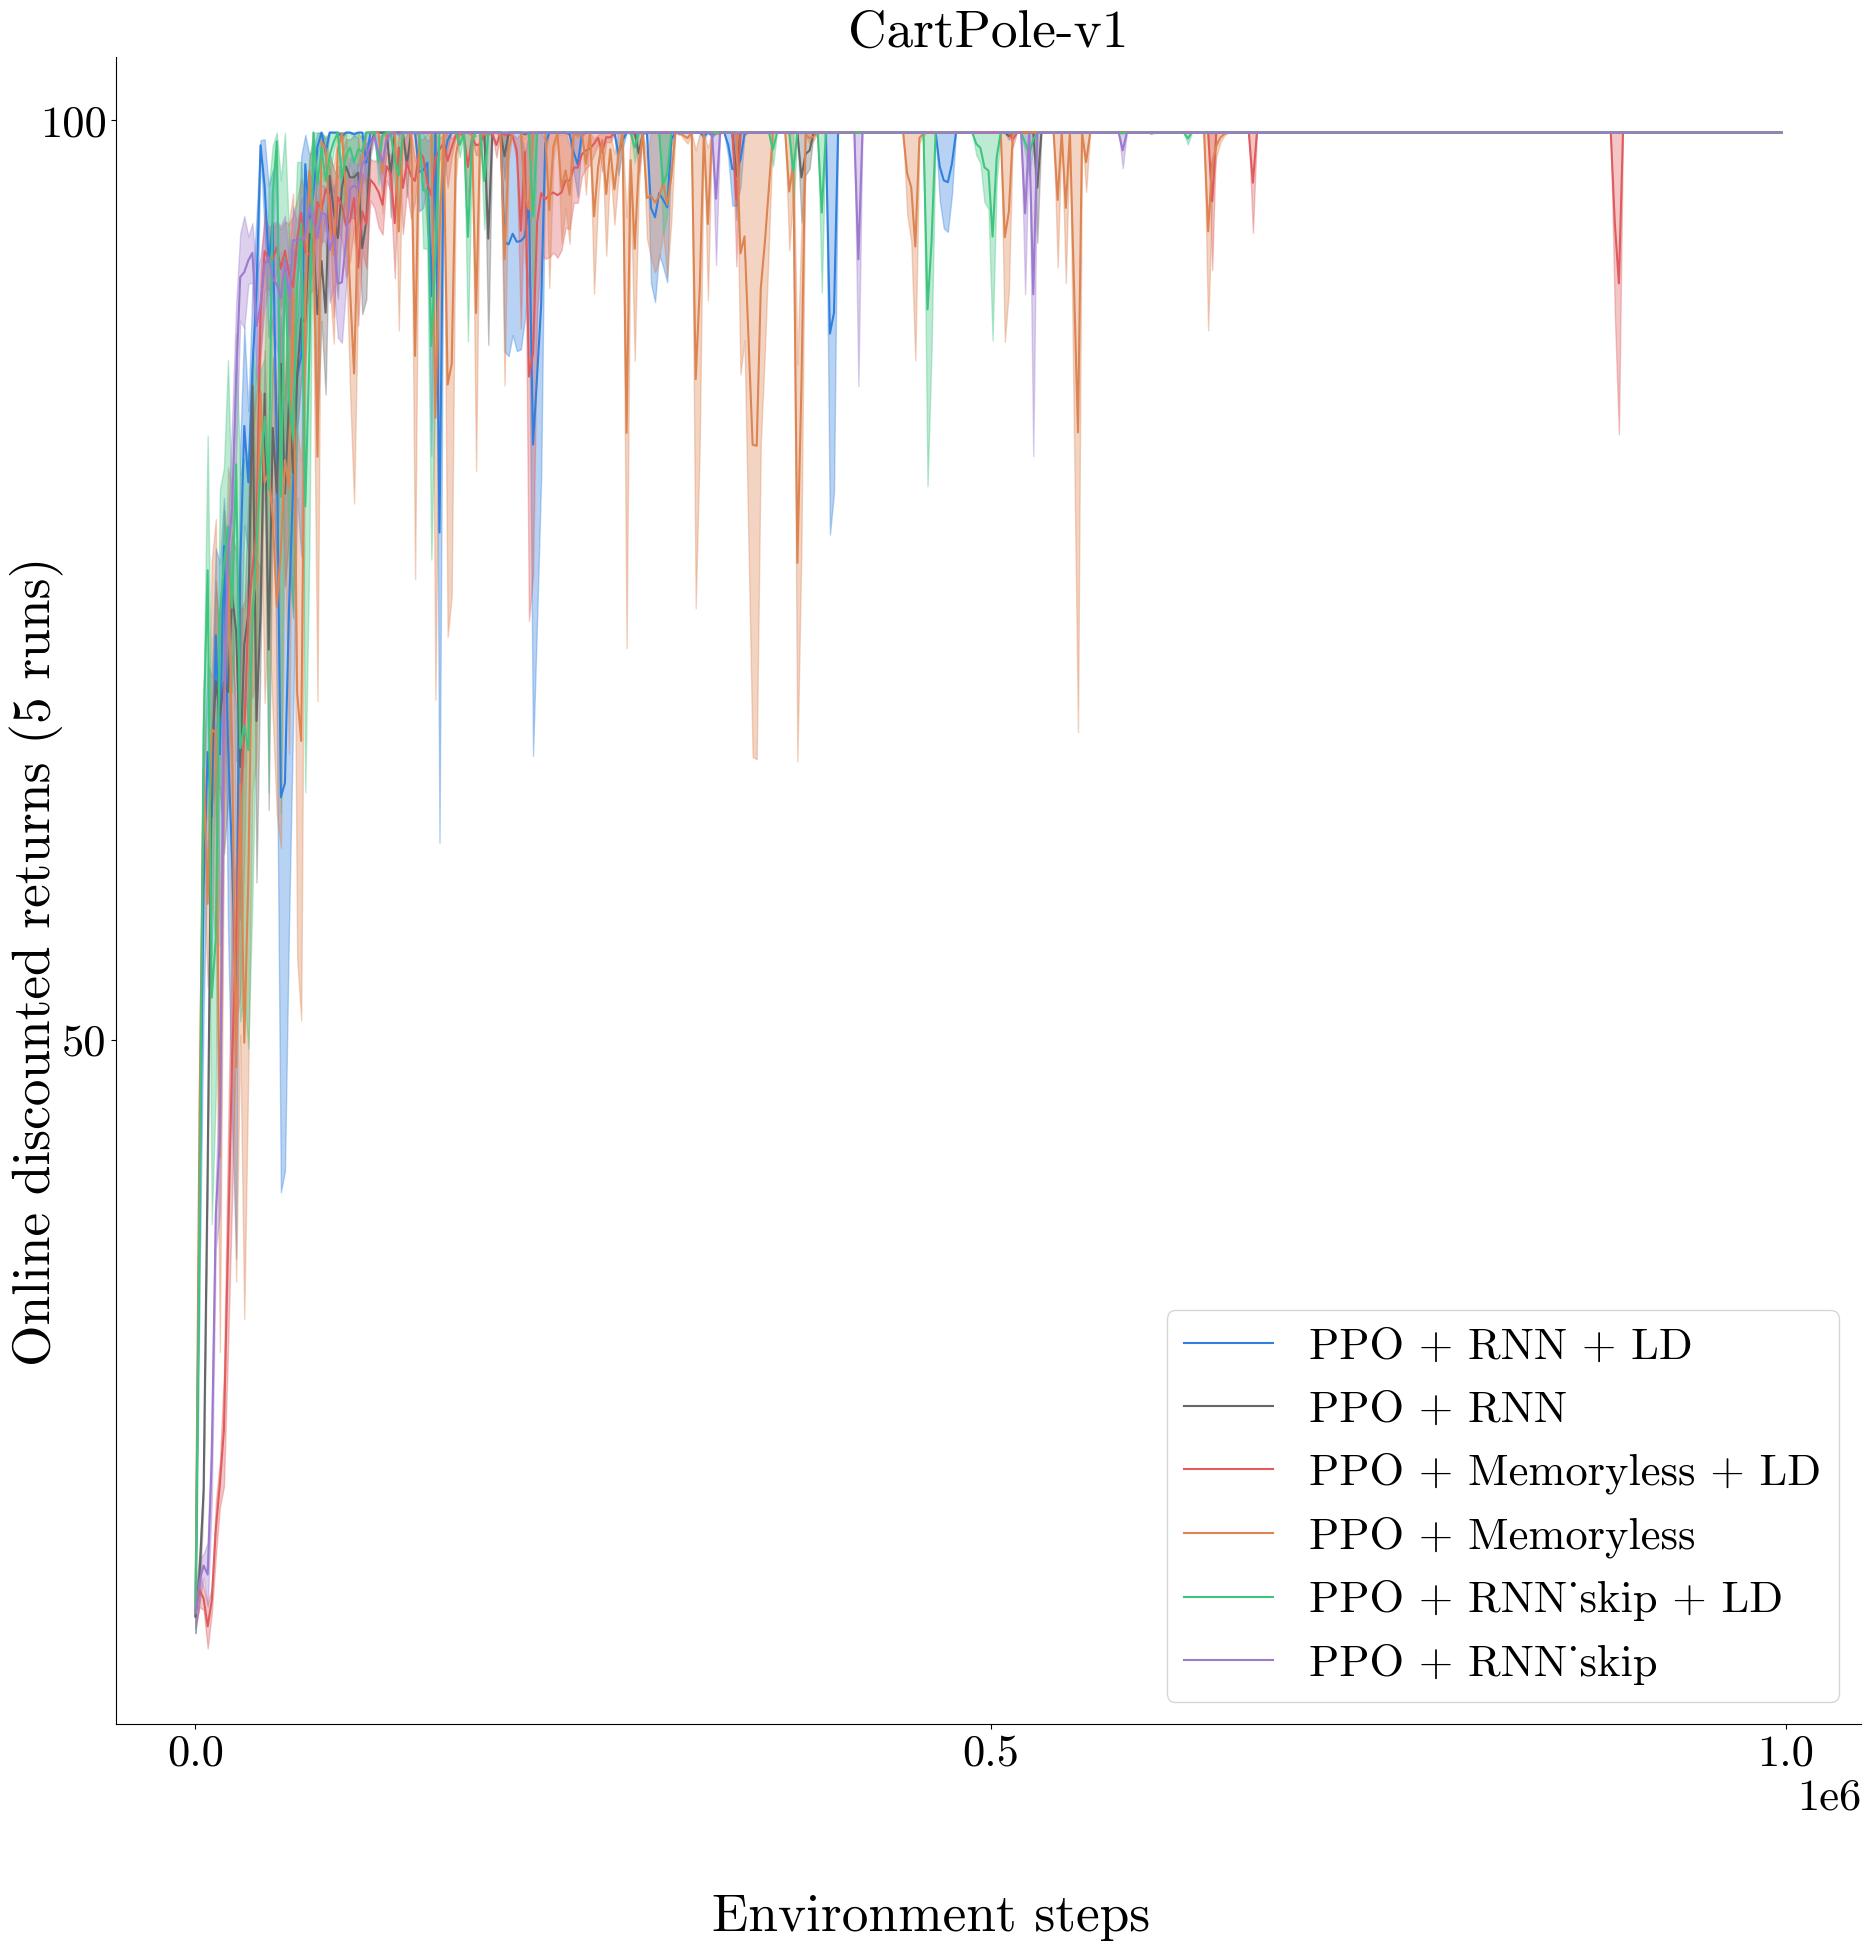 CartPole-v1
100
50
Online discounted returns (5 runs)
PPO + RNN + LD
PPO + RNN
PPO + Memoryless + LD
PPO + Memoryless
PPO + RNN˙skip + LD
PPO + RNN˙skip
0.0 0.5 1.0
1e6
Environment steps